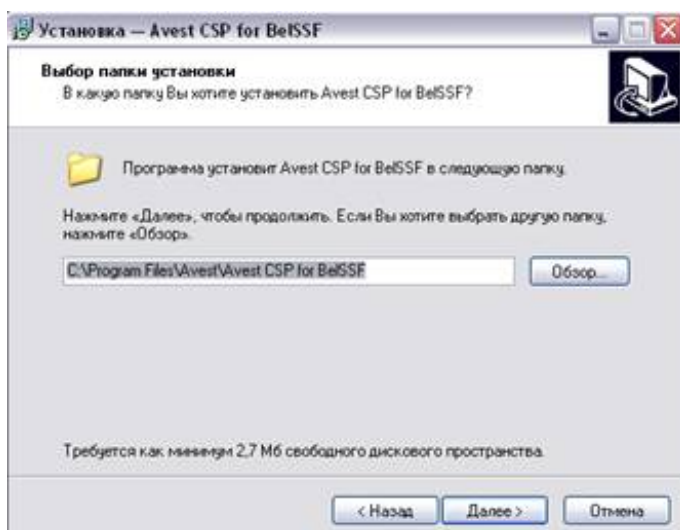 Установка — Avest CSP for BelSSF
Выбор папки установки
В какую папку Вы хотите установить Avest CSP for BelSSF?
Программа установит Avest CSP for BelSSF в следующую папку.
Нажмите «Далее», чтобы продолжить. Если Вы хотите выбрать другую папку,
нажмите «Обзор».
C:\Program Files\Avest\Avest CSP for BelSSF
Обзор...
Требуется как минимум 2,7 Мб свободного дискового пространства.
< Назад
Далее >
Отмена